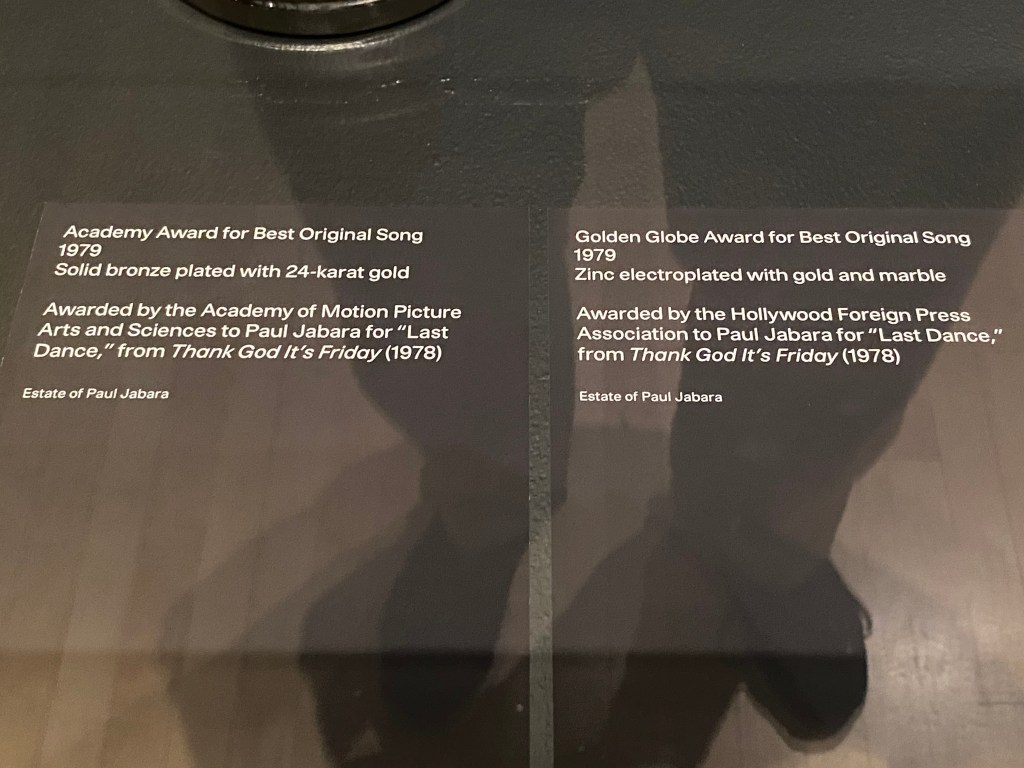 Academy Award for Best Original Song
1979
Solid bronze plated with 24-karat gold
Awarded by the Academy of Motion Picture
Arts and Sciences to Paul Jabara for “Last
Dance,” from Thank God It’s Friday (1978)
Estate of Paul Jabara
Golden Globe Award for Best Original Song
1979
Zinc electroplated with gold and marble
Awarded by the Hollywood Foreign Press
Association to Paul Jabara for “Last Dance,”
from Thank God It’s Friday (1978)
Estate of Paul Jabara